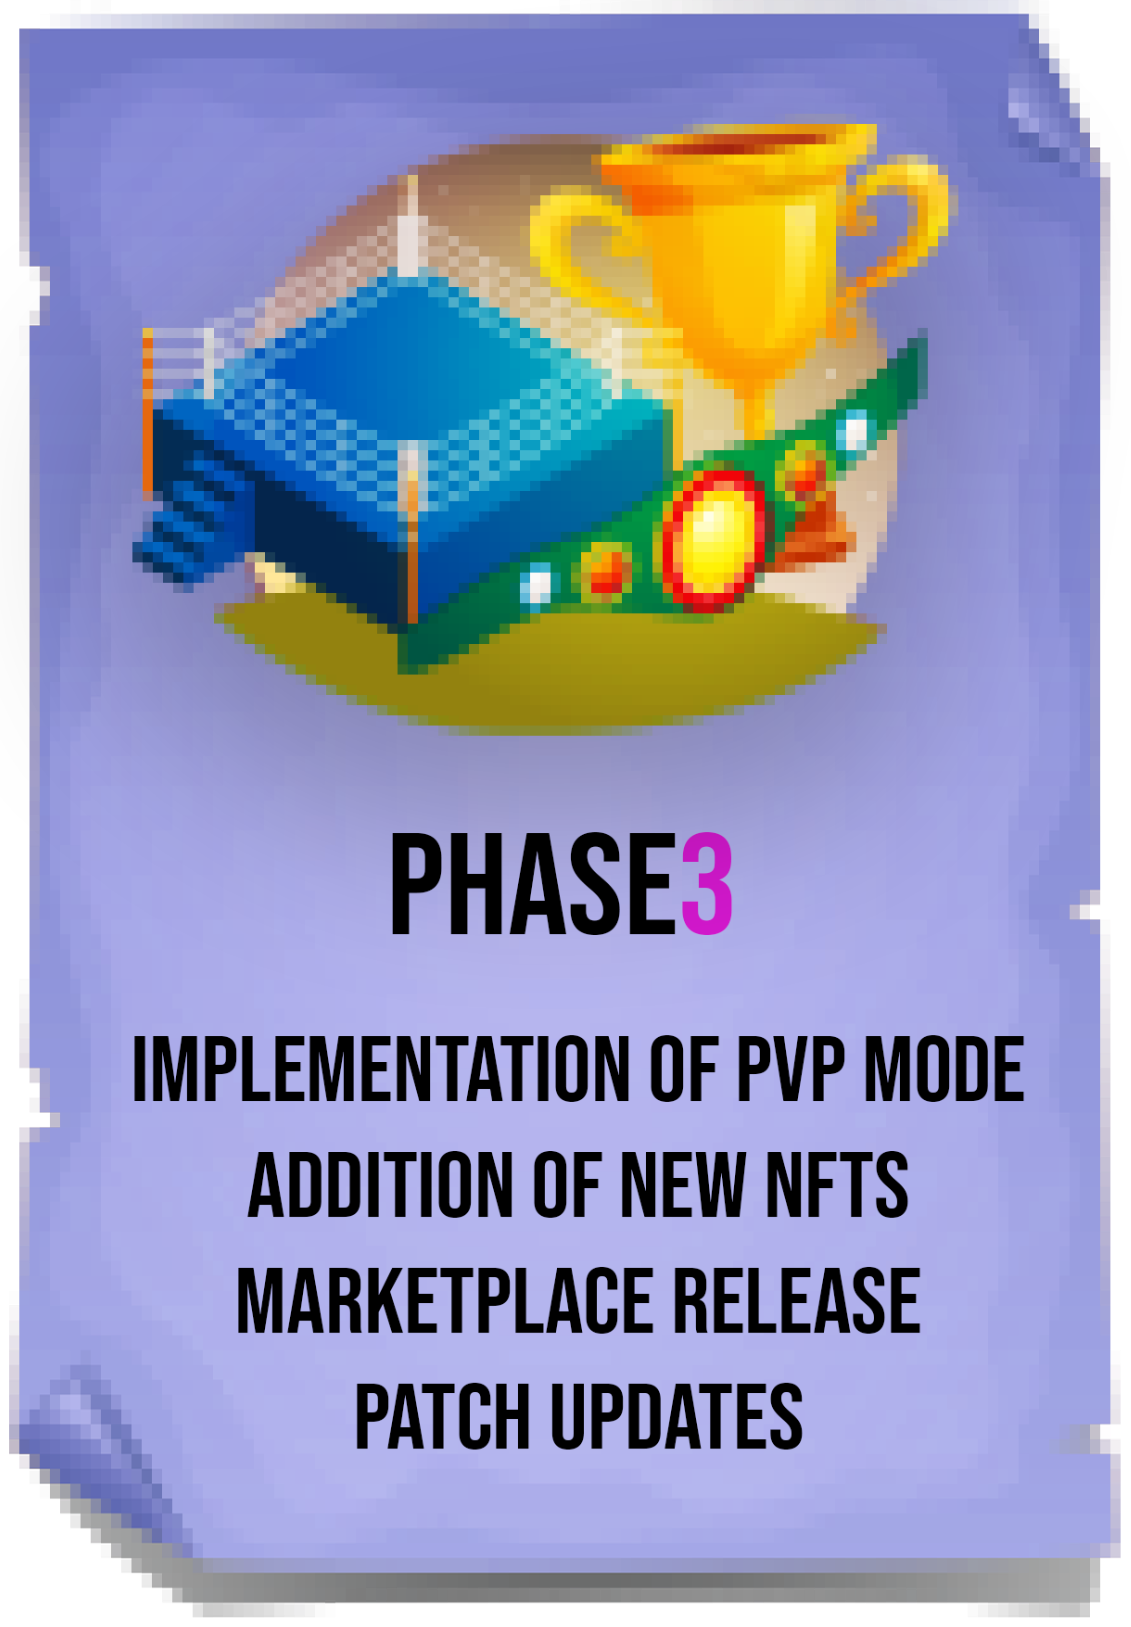 PHASE3
IMPLEMENTATION OF PVP MODE
ADDITION OF NEW NFTS
MARKETPLACE RELEASE
PATCH UPDATES